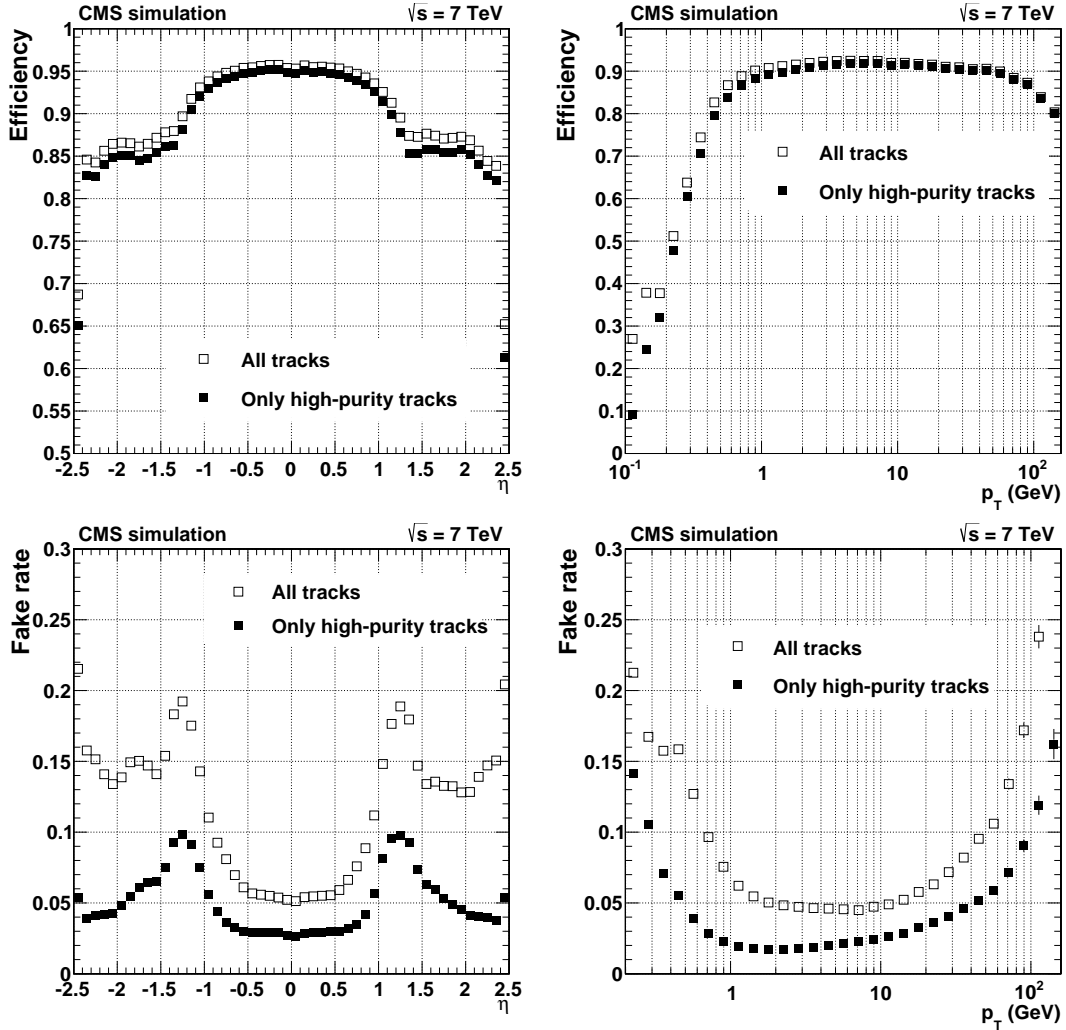 CMS simulation √s = 7 TeV
Efficiency
1
0.95
0.9
0.85
0.8
0.75
0.7
0.65
0.6
0.55
0.5
All tracks
Only high-purity tracks
-2.5 -2 -1.5 -1 -0.5 0 0.5 1 1.5 2 2.5
η
CMS simulation √s = 7 TeV
Efficiency
1
0.9
0.8
0.7
0.6
0.5
0.4
0.3
0.2
0.1
0
All tracks
Only high-purity tracks
10⁻¹ 1 10 10²
p_T (GeV)
CMS simulation √s = 7 TeV
Fake rate
0.3
0.25
0.2
0.15
0.1
0.05
0
All tracks
Only high-purity tracks
-2.5 -2 -1.5 -1 -0.5 0 0.5 1 1.5 2 2.5
η
CMS simulation √s = 7 TeV
Fake rate
0.3
0.25
0.2
0.15
0.1
0.05
0
All tracks
Only high-purity tracks
1 10 10²
p_T (GeV)